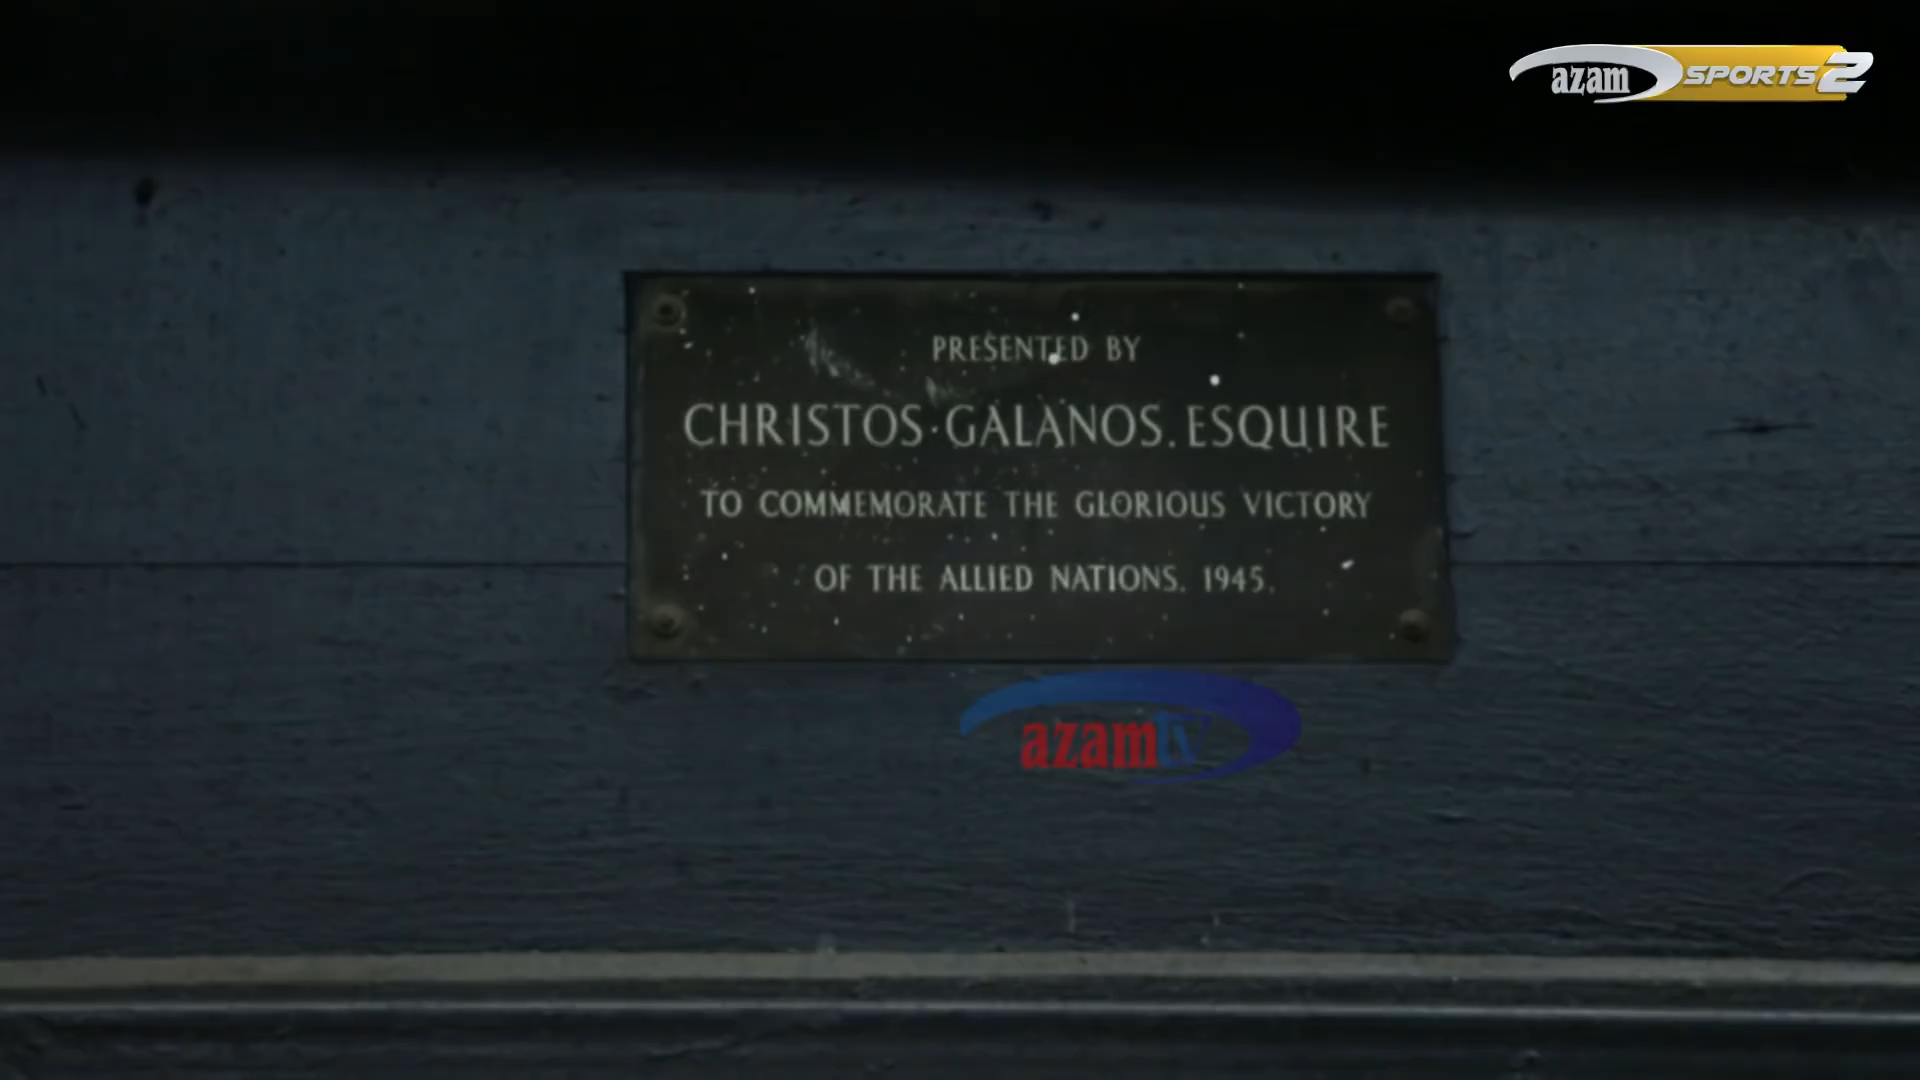 azam SPORTS 2
PRESENTED BY
CHRISTOS·GALANOS. ESQUIRE
TO COMMEMORATE THE GLORIOUS VICTORY
OF THE ALLIED NATIONS. 1945.
azamtv